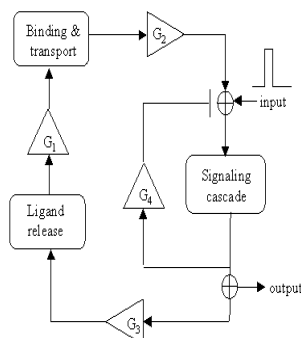 Binding &
transport
G2
input
G1
G4
Signaling
cascade
Ligand
release
output
G3